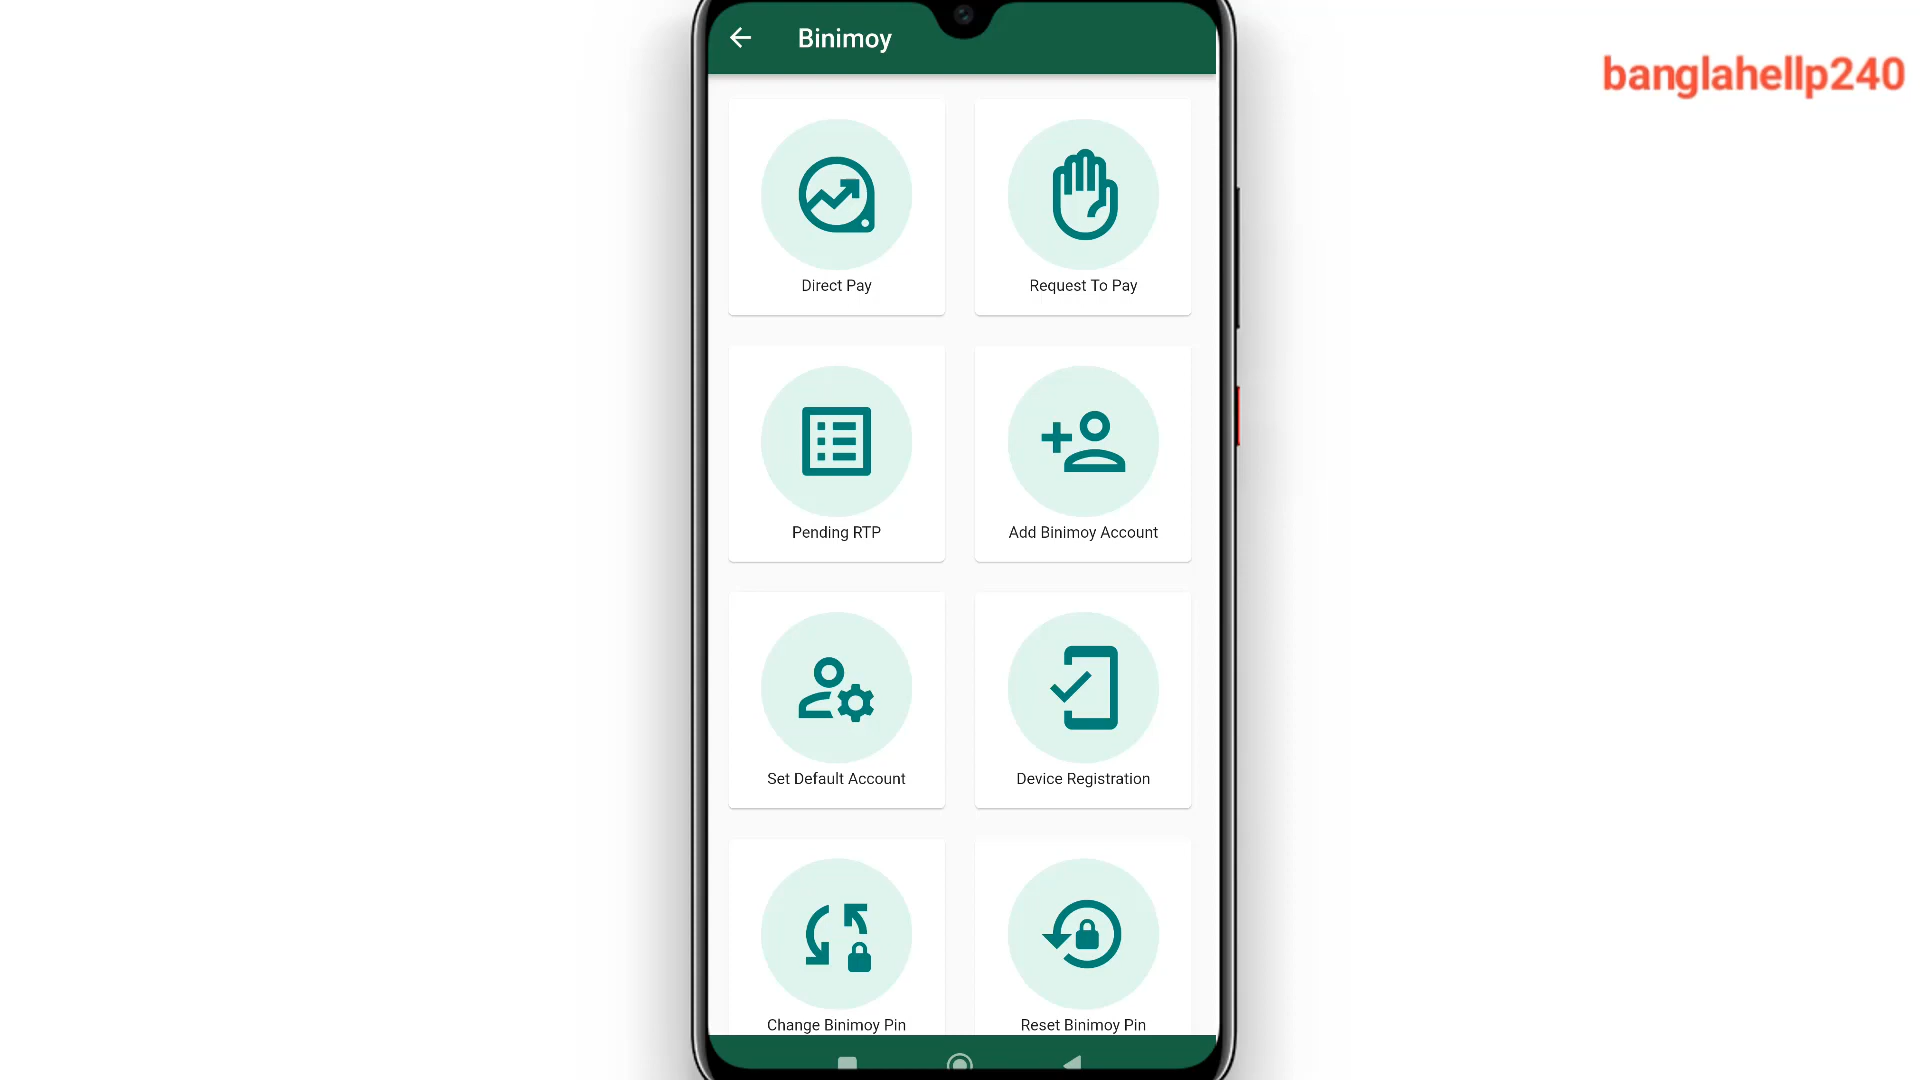 Binimoy
banglahellp240
Direct Pay
Request To Pay
Pending RTP
Add Binimoy Account
Set Default Account
Device Registration
Change Binimoy Pin
Reset Binimoy Pin